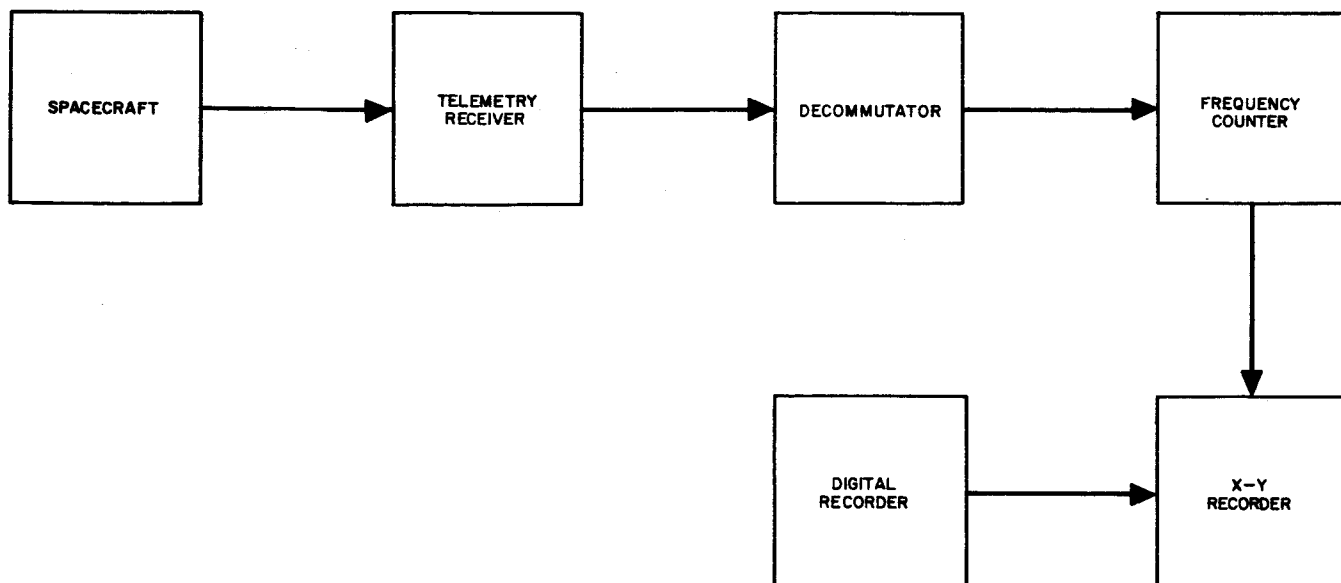 SPACECRAFT
TELEMETRY
RECEIVER
DECOMMUTATOR
FREQUENCY
COUNTER
DIGITAL
RECORDER
X-Y
RECORDER